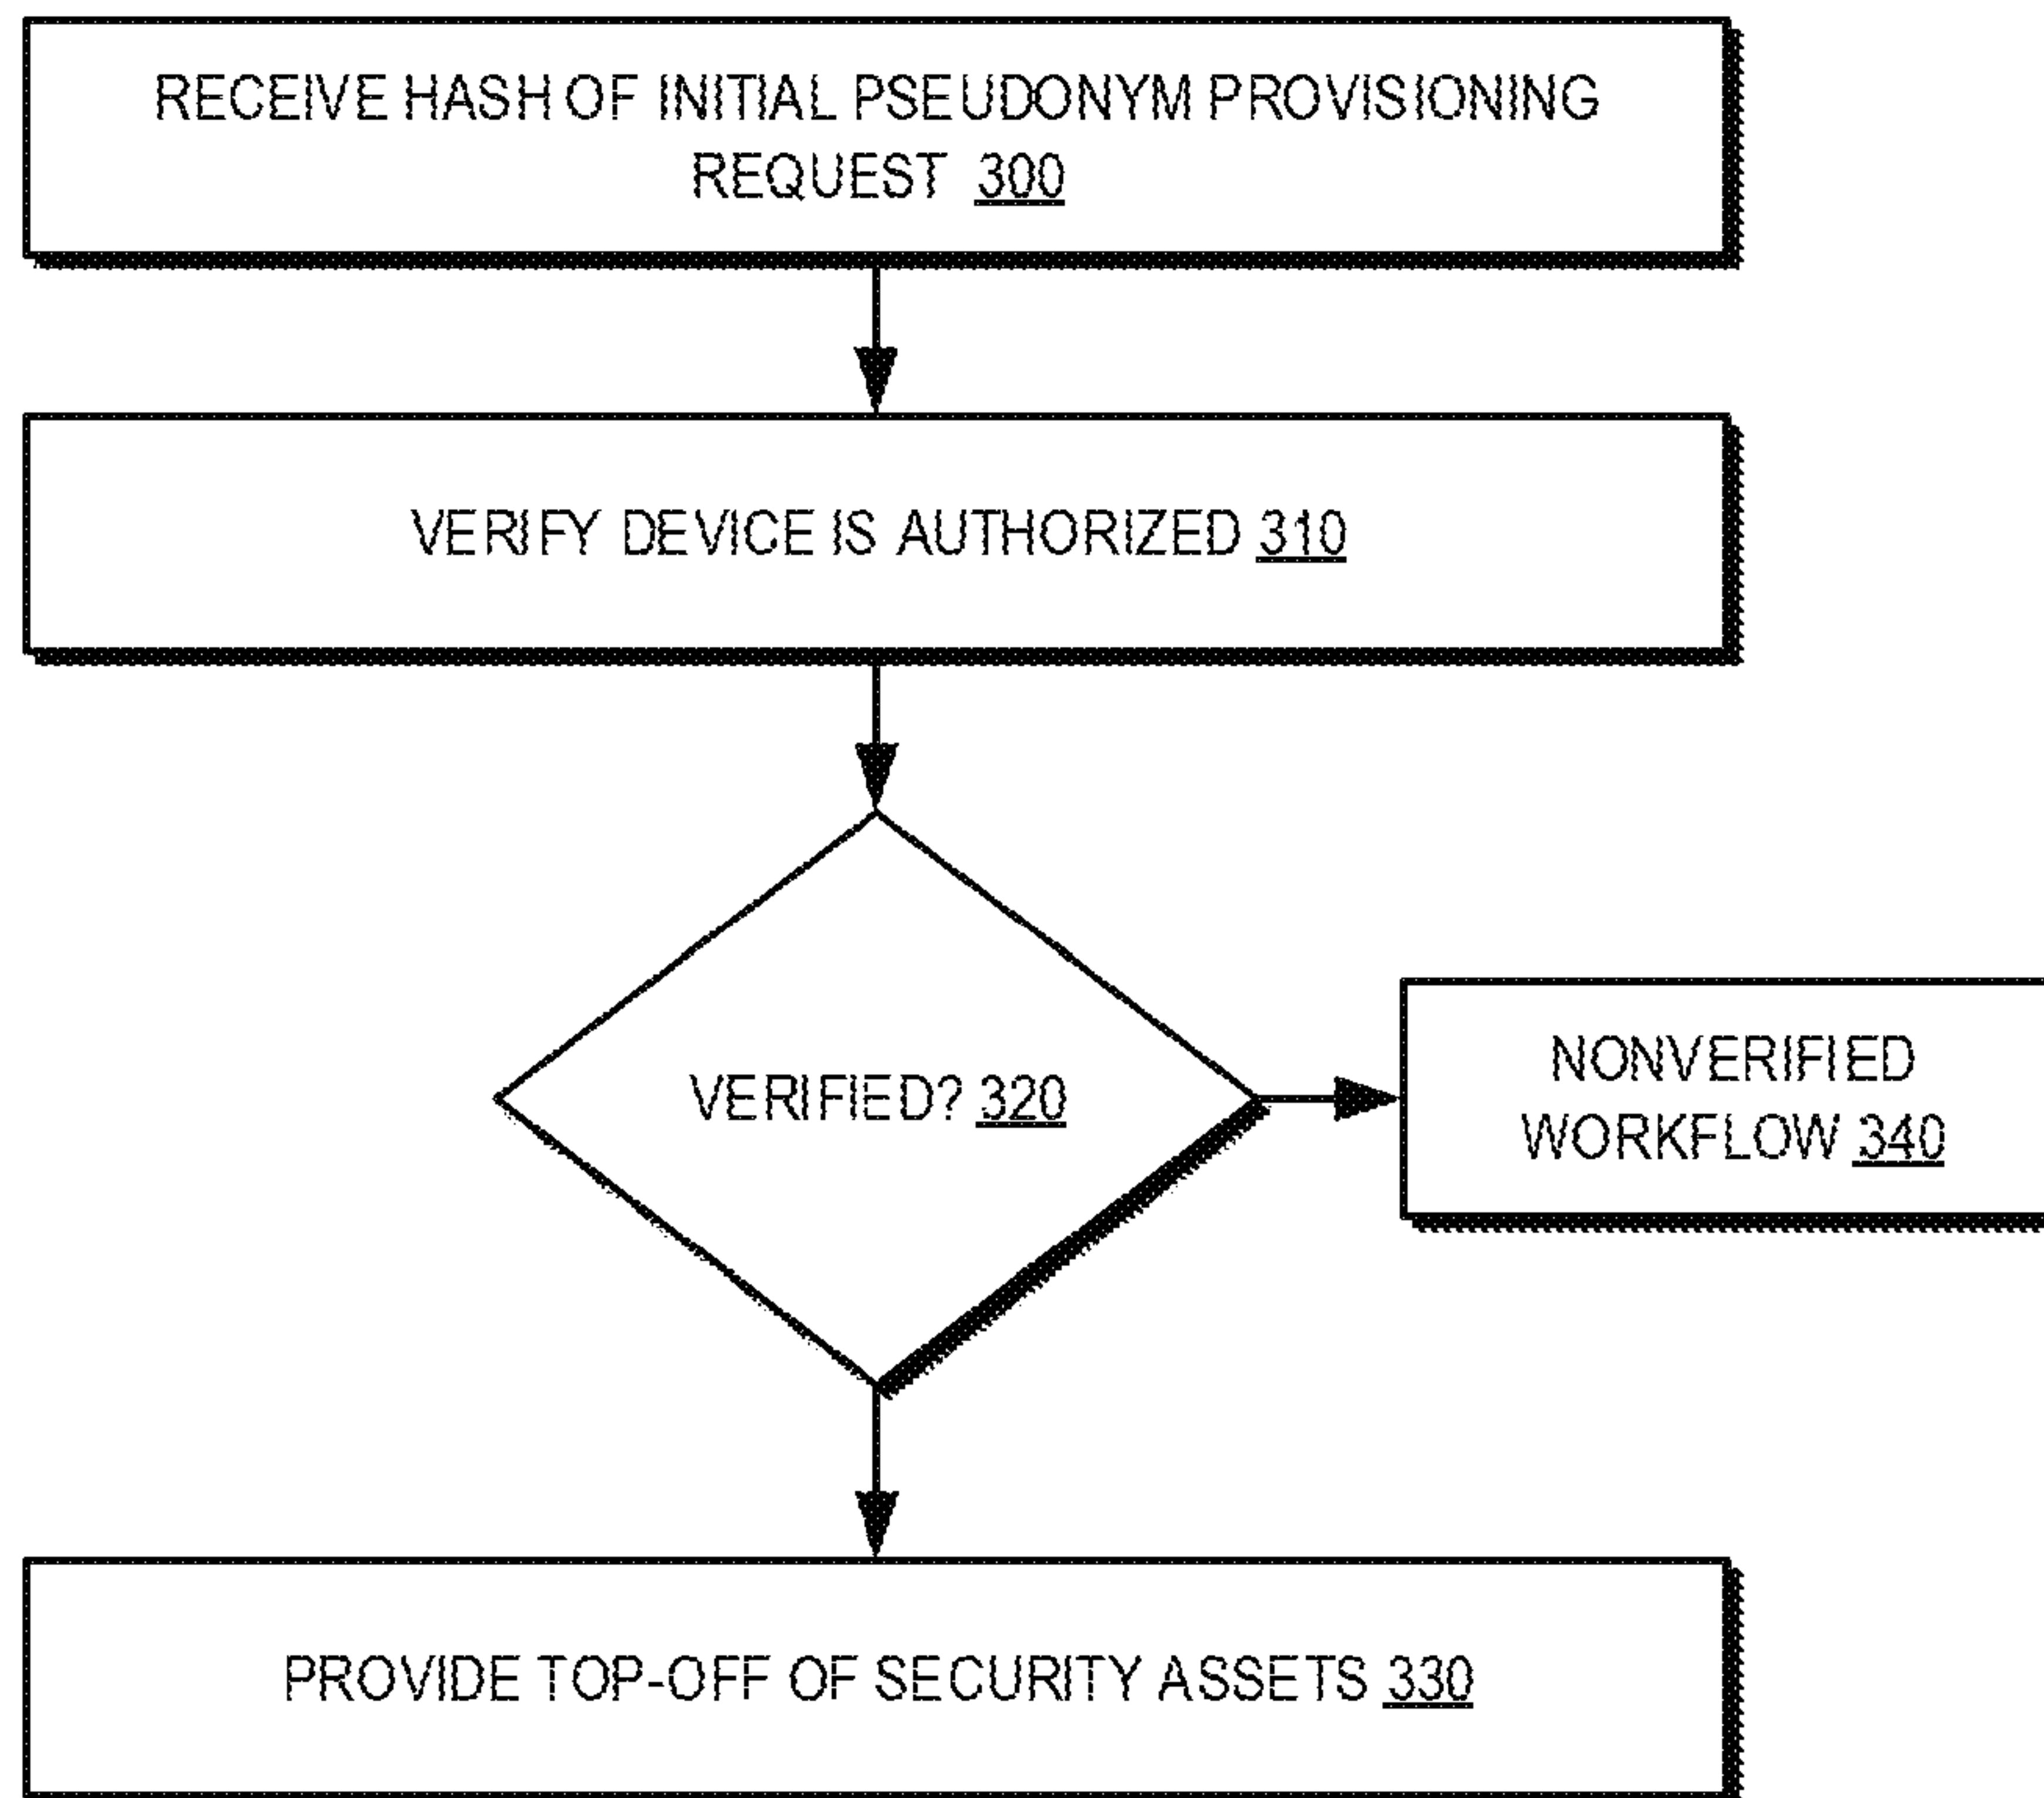 RECEIVE HASH OF INITIAL PSEUDONYM PROVISIONING
REQUEST 300
VERIFY DEVICE IS AUTHORIZED 310
VERIFIED? 320
NONVERIFIED
WORKFLOW 340
PROVIDE TOP-OFF OF SECURITY ASSETS 330